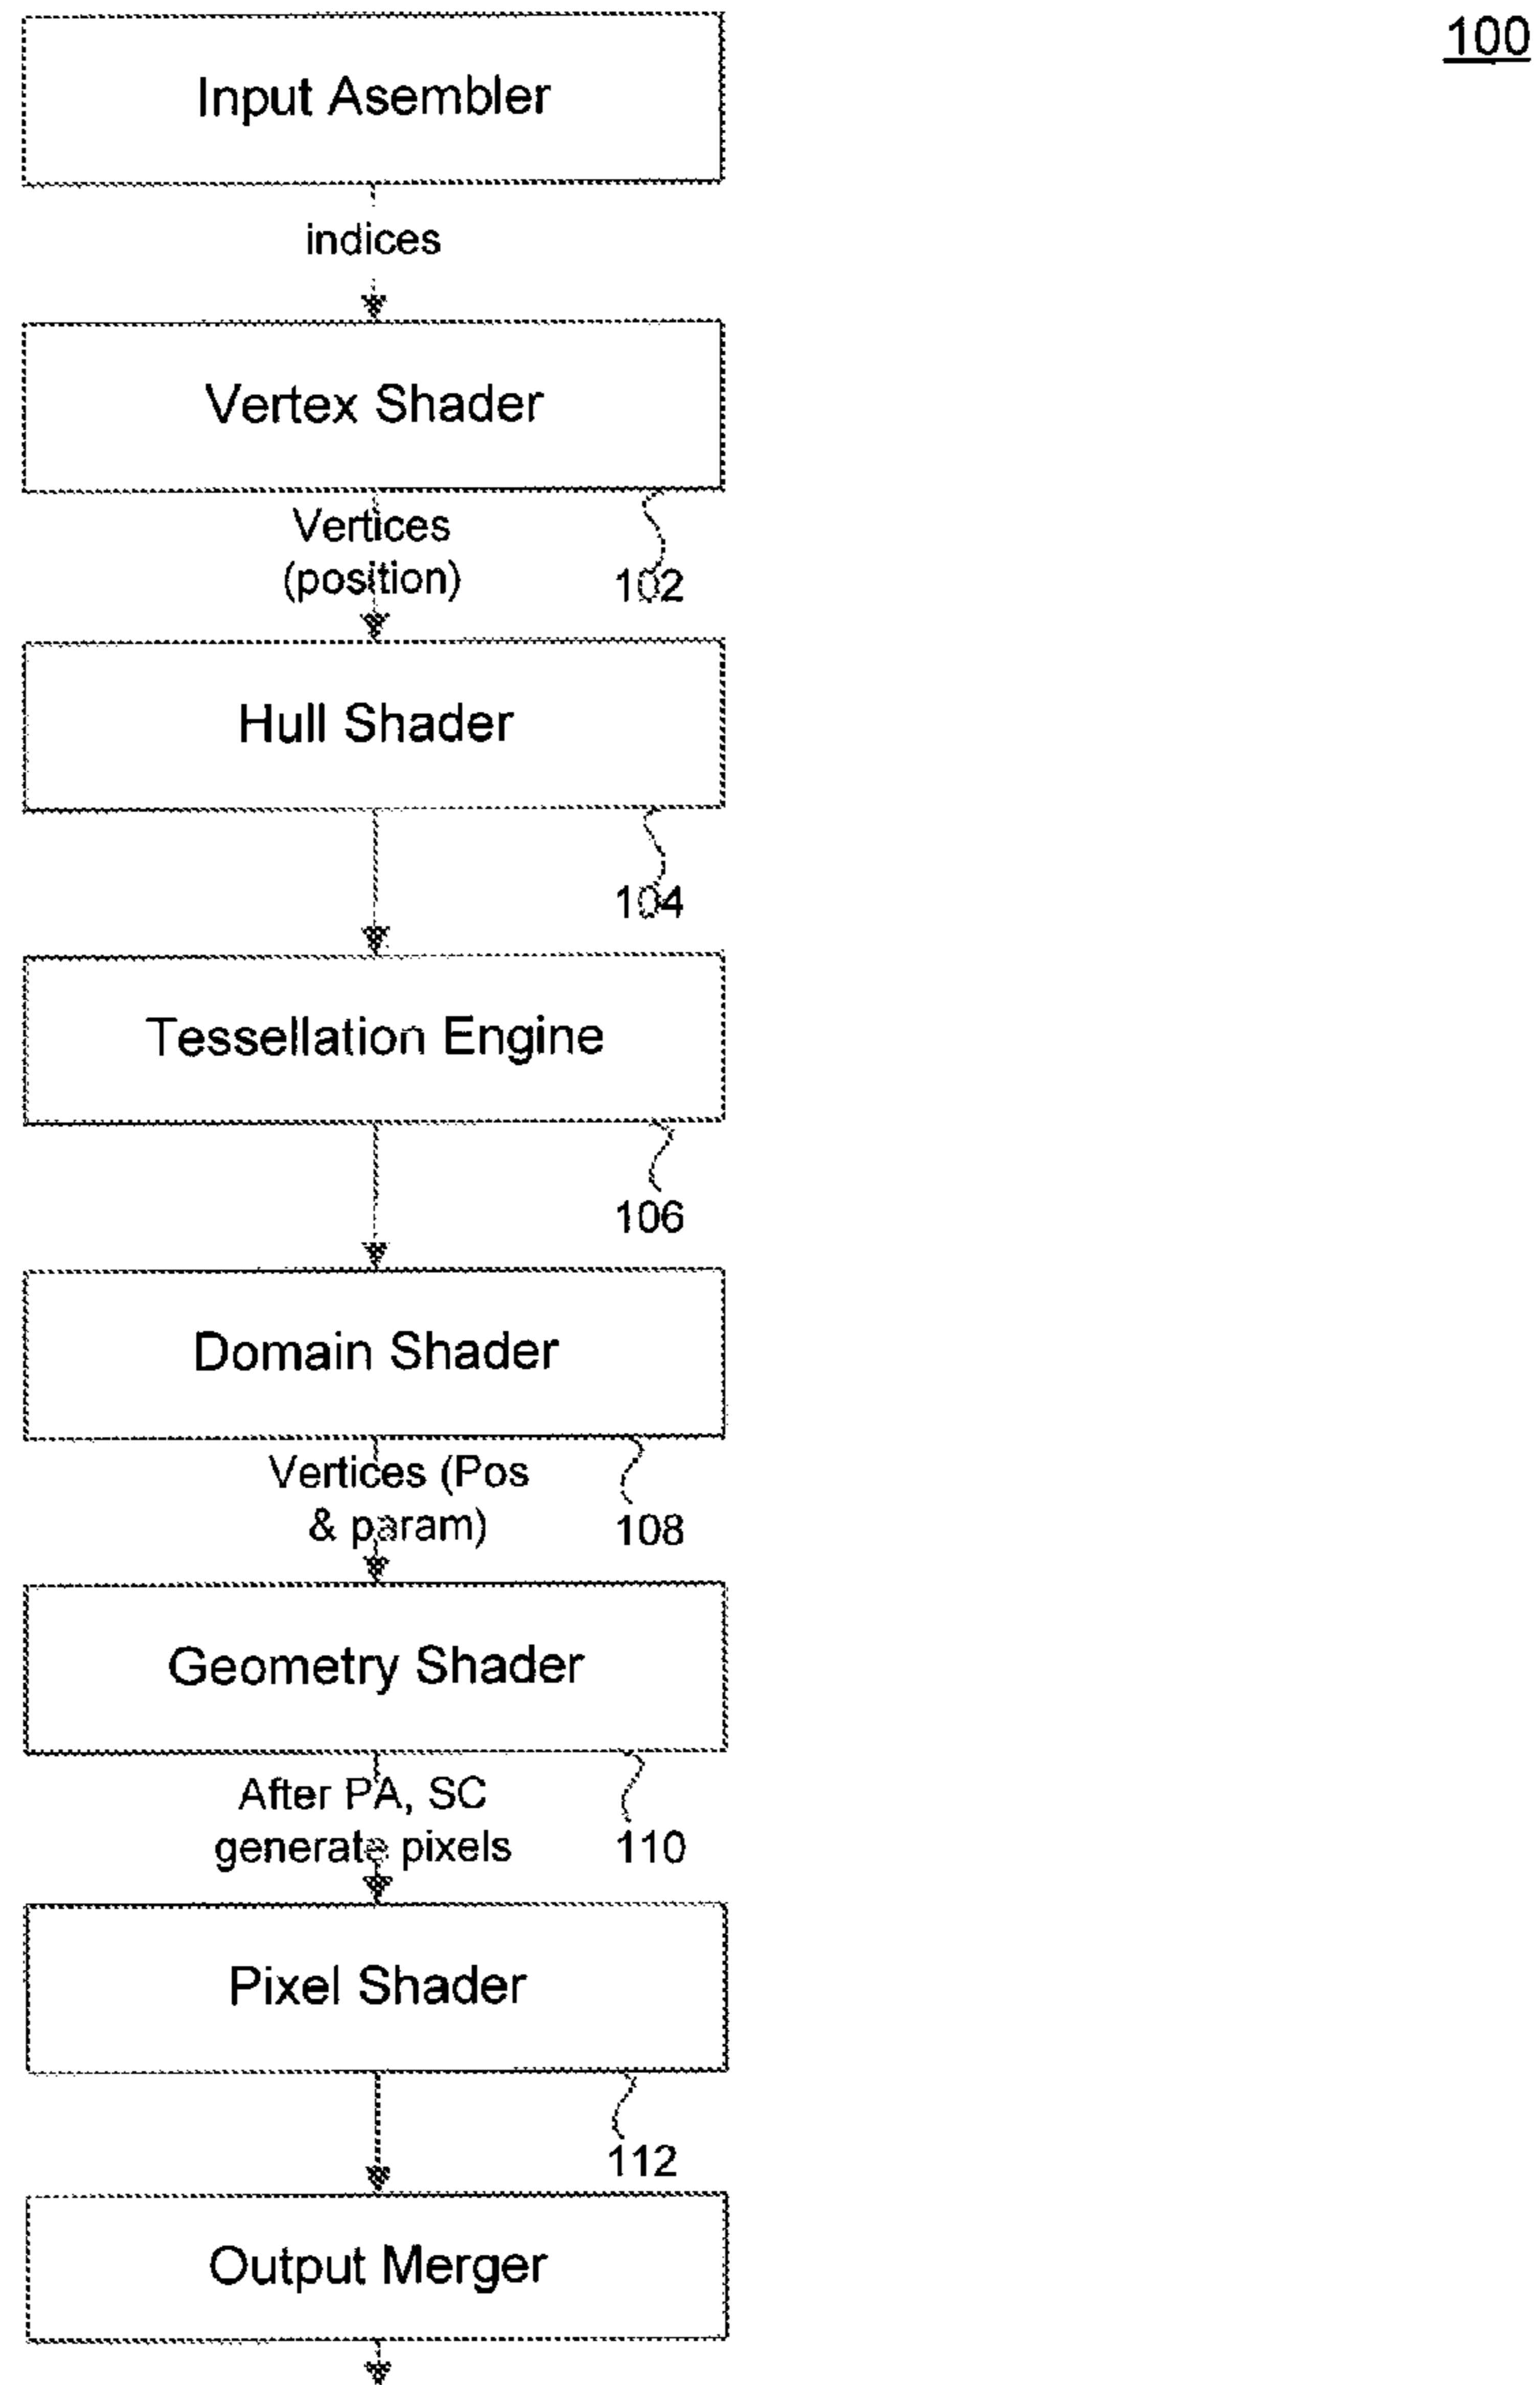 100
Input Asembler
indices
Vertex Shader
Vertices
(position)
102
Hull Shader
104
Tessellation Engine
106
Domain Shader
Vertices (Pos
& param)
108
Geometry Shader
After PA, SC
generate pixels
110
Pixel Shader
112
Output Merger